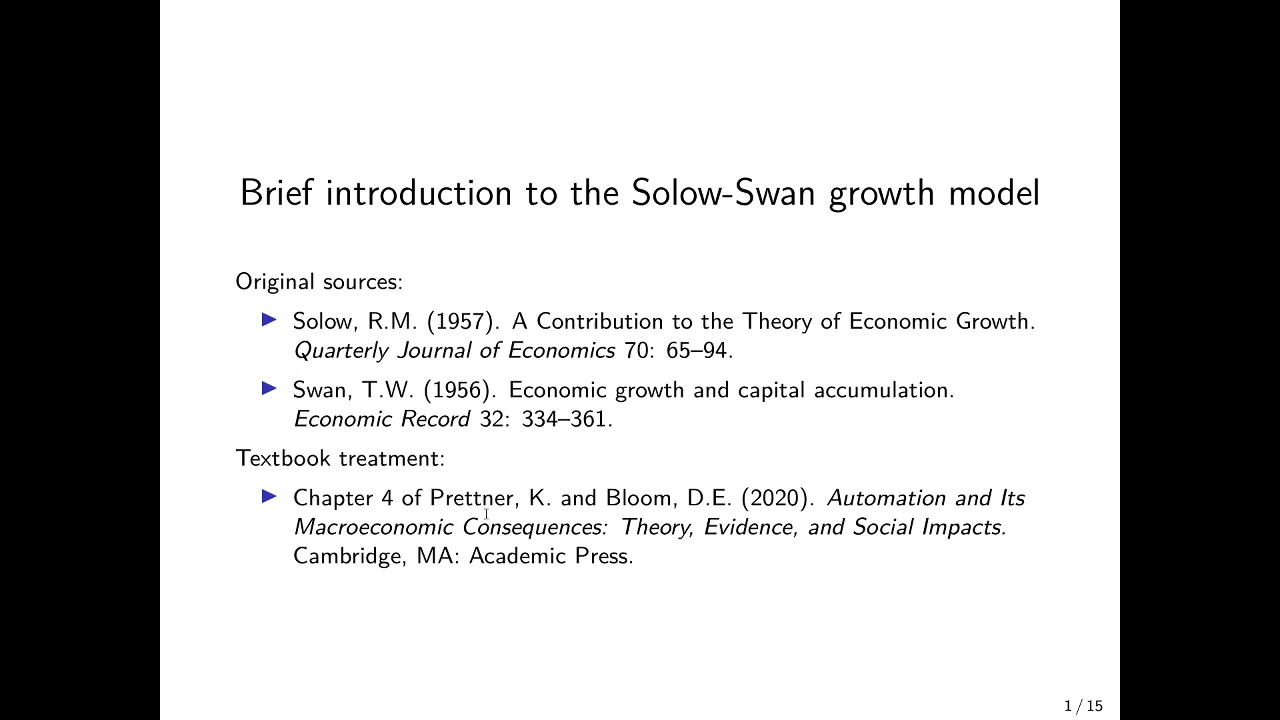 Brief introduction to the Solow-Swan growth model
Original sources:
Solow, R.M. (1957). A Contribution to the Theory of Economic Growth.
Quarterly Journal of Economics 70: 65–94.
Swan, T.W. (1956). Economic growth and capital accumulation.
Economic Record 32: 334–361.
Textbook treatment:
Chapter 4 of Prettner, K. and Bloom, D.E. (2020). Automation and Its
Macroeconomic Consequences: Theory, Evidence, and Social Impacts.
Cambridge, MA: Academic Press.
1 / 15